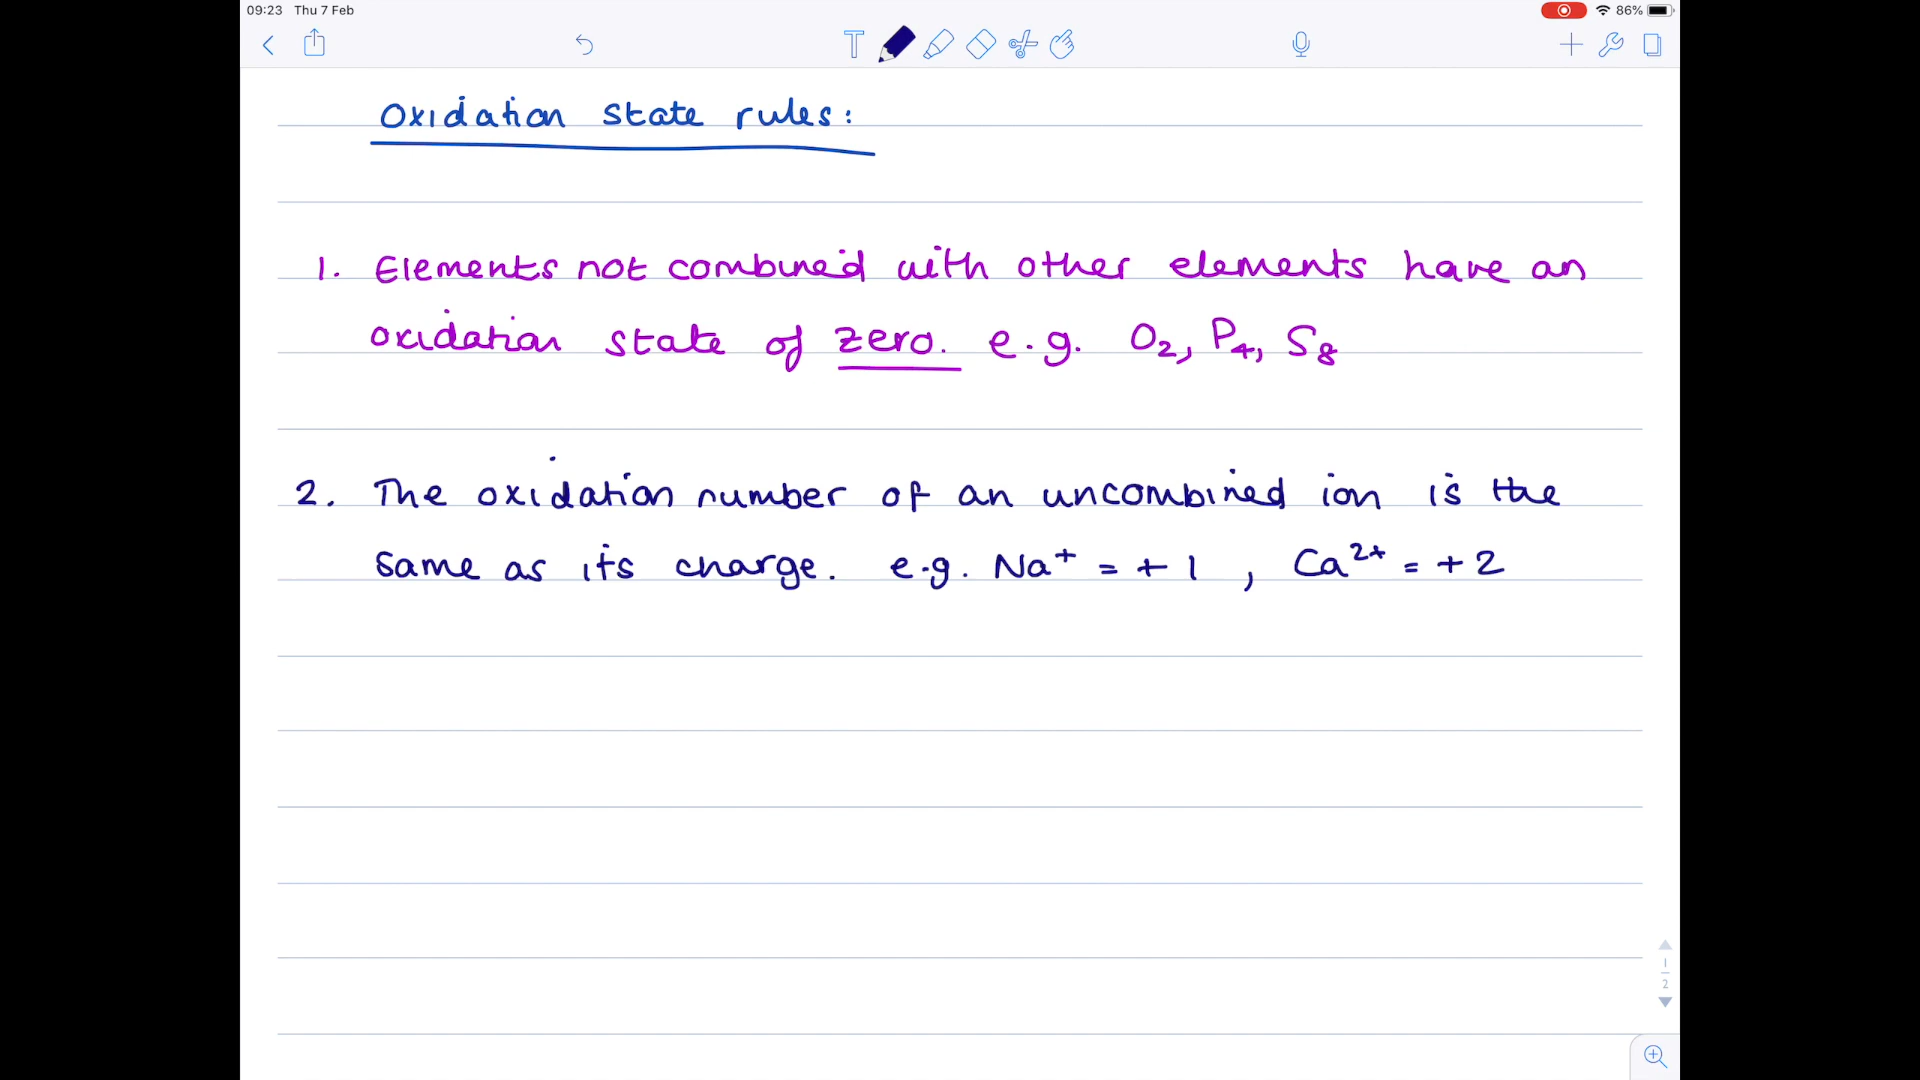 09:23 Thu 7 Feb
86%
T
Oxidation state rules:
1. Elements not combined with other elements have an
oxidation state of zero. e.g. O₂, P₄, S₈
2. The oxidation number of an uncombined ion is the
same as its charge. e.g. Na⁺ = +1, Ca²⁺ = +2
1
2